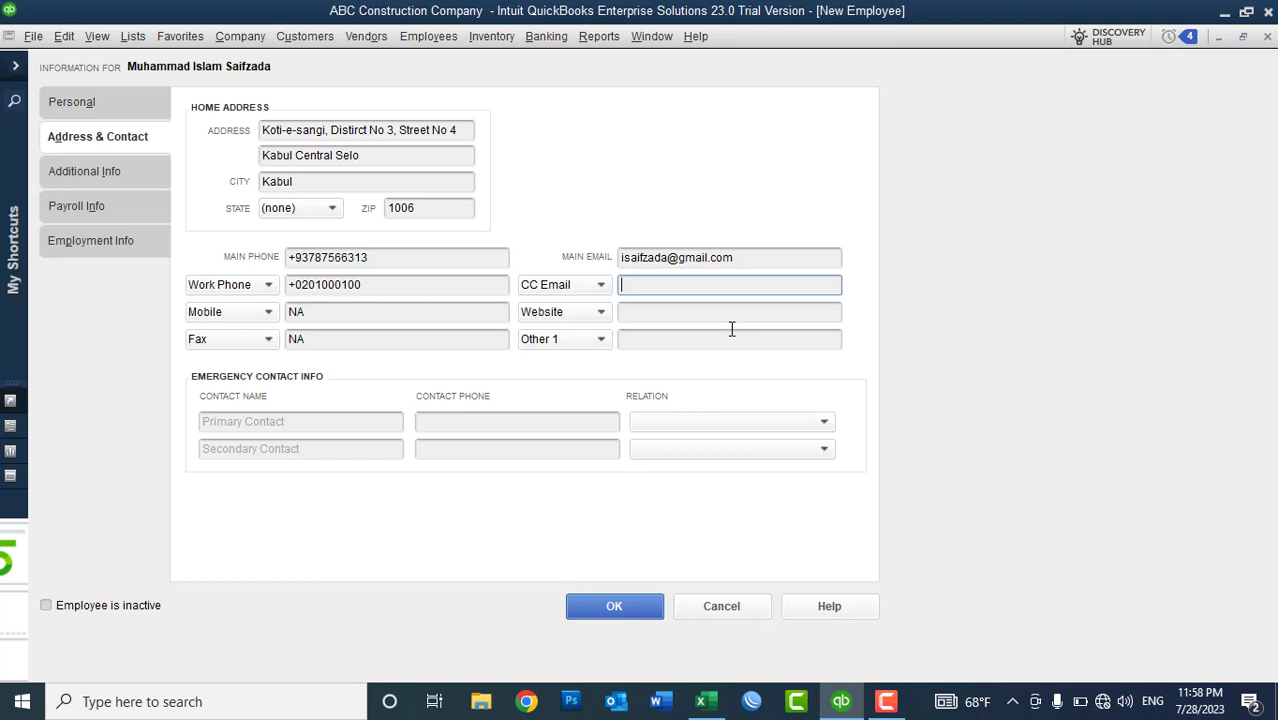 ABC Construction Company - Intuit QuickBooks Enterprise Solutions 23.0 Trial Version - [New Employee]
File Edit View Lists Favorites Company Customers Vendors Employees Inventory Banking Reports Window Help DISCOVERY HUB 4
INFORMATION FOR Muhammad Islam Saifzada
Personal
Address & Contact
Additional Info
Payroll Info
Employment Info
My Shortcuts
HOME ADDRESS
ADDRESS Koti-e-sangi, Distirct No 3, Street No 4
Kabul Central Selo
CITY Kabul
STATE (none) ZIP 1006
MAIN PHONE +93787566313 MAIN EMAIL isaifzada@gmail.com
Work Phone +0201000100 CC Email
Mobile NA Website
Fax NA Other 1
EMERGENCY CONTACT INFO
CONTACT NAME CONTACT PHONE RELATION
Primary Contact
Secondary Contact
Employee is inactive
OK Cancel Help
Type here to search
Ps
68°F
ENG
11:58 PM
7/28/2023
2